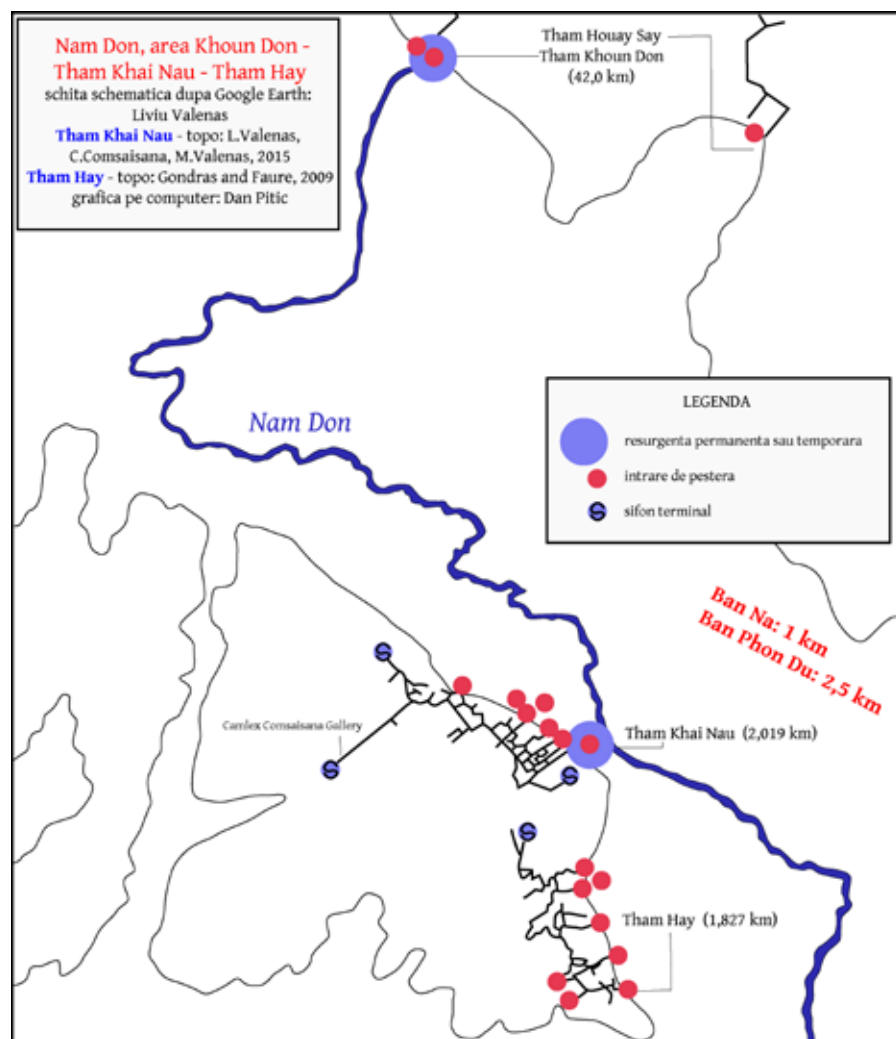 Nam Don, area Khoun Don -
Tham Khai Nau - Tham Hay
schita schematica dupa Google Earth:
Liviu Valenas
Tham Khai Nau - topo: L.Valenas,
C.Comsaisana, M.Valenas, 2015
Tham Hay - topo: Gondras and Faure, 2009
grafica pe computer: Dan Pitic
Tham Houay Say
Tham Khoun Don
(42,0 km)
Nam Don
LEGENDA
resurgenta permanenta sau temporara
intrare de pestera
S sifon terminal
Ban Na: 1 km
Ban Phon Du: 2,5 km
S
Camlex Comsaisana Gallery
S
Tham Khai Nau (2,019 km)
S
S
Tham Hay (1,827 km)